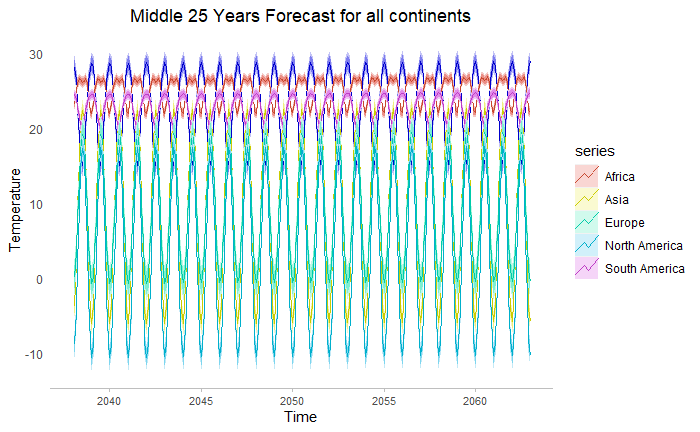 Middle 25 Years Forecast for all continents
30
20
10
0
-10
Temperature
2040
2045
2050
2055
2060
Time
series
Africa
Asia
Europe
North America
South America